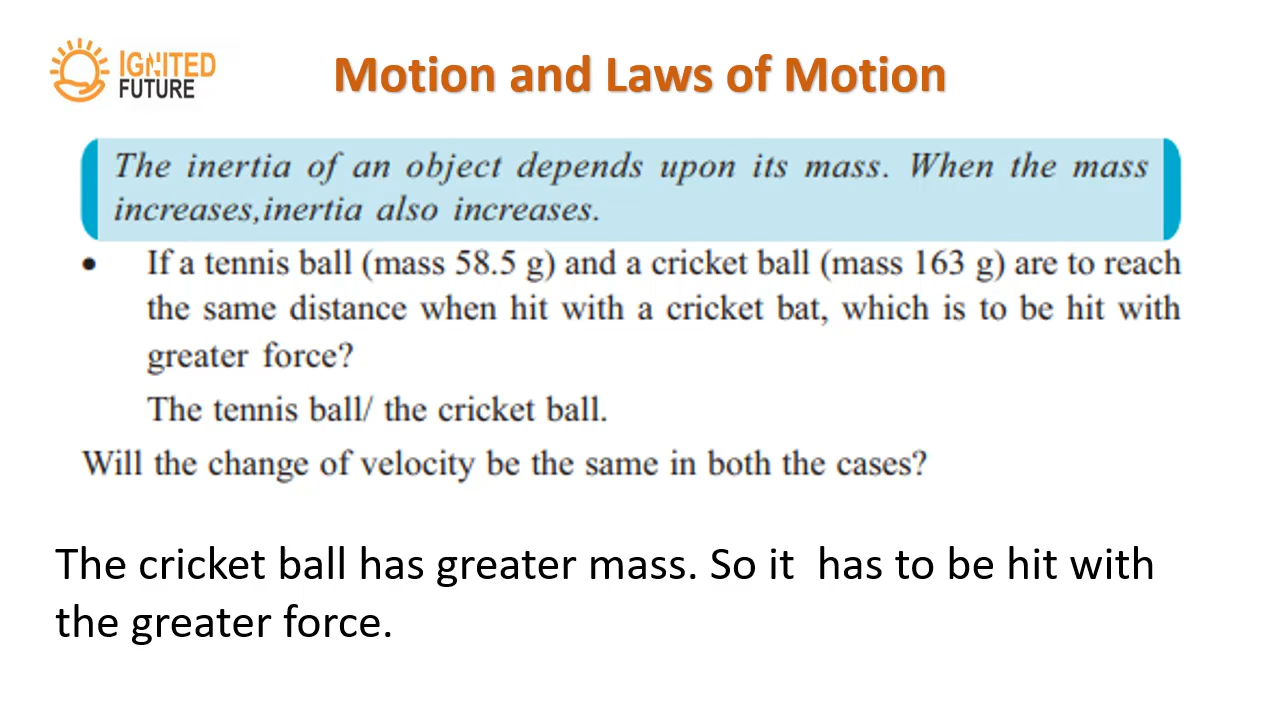 IGNITED
FUTURE
Motion and Laws of Motion
The inertia of an object depends upon its mass. When the mass
increases,inertia also increases.
• If a tennis ball (mass 58.5 g) and a cricket ball (mass 163 g) are to reach
the same distance when hit with a cricket bat, which is to be hit with
greater force?
The tennis ball/ the cricket ball.
Will the change of velocity be the same in both the cases?
The cricket ball has greater mass. So it  has to be hit with
the greater force.